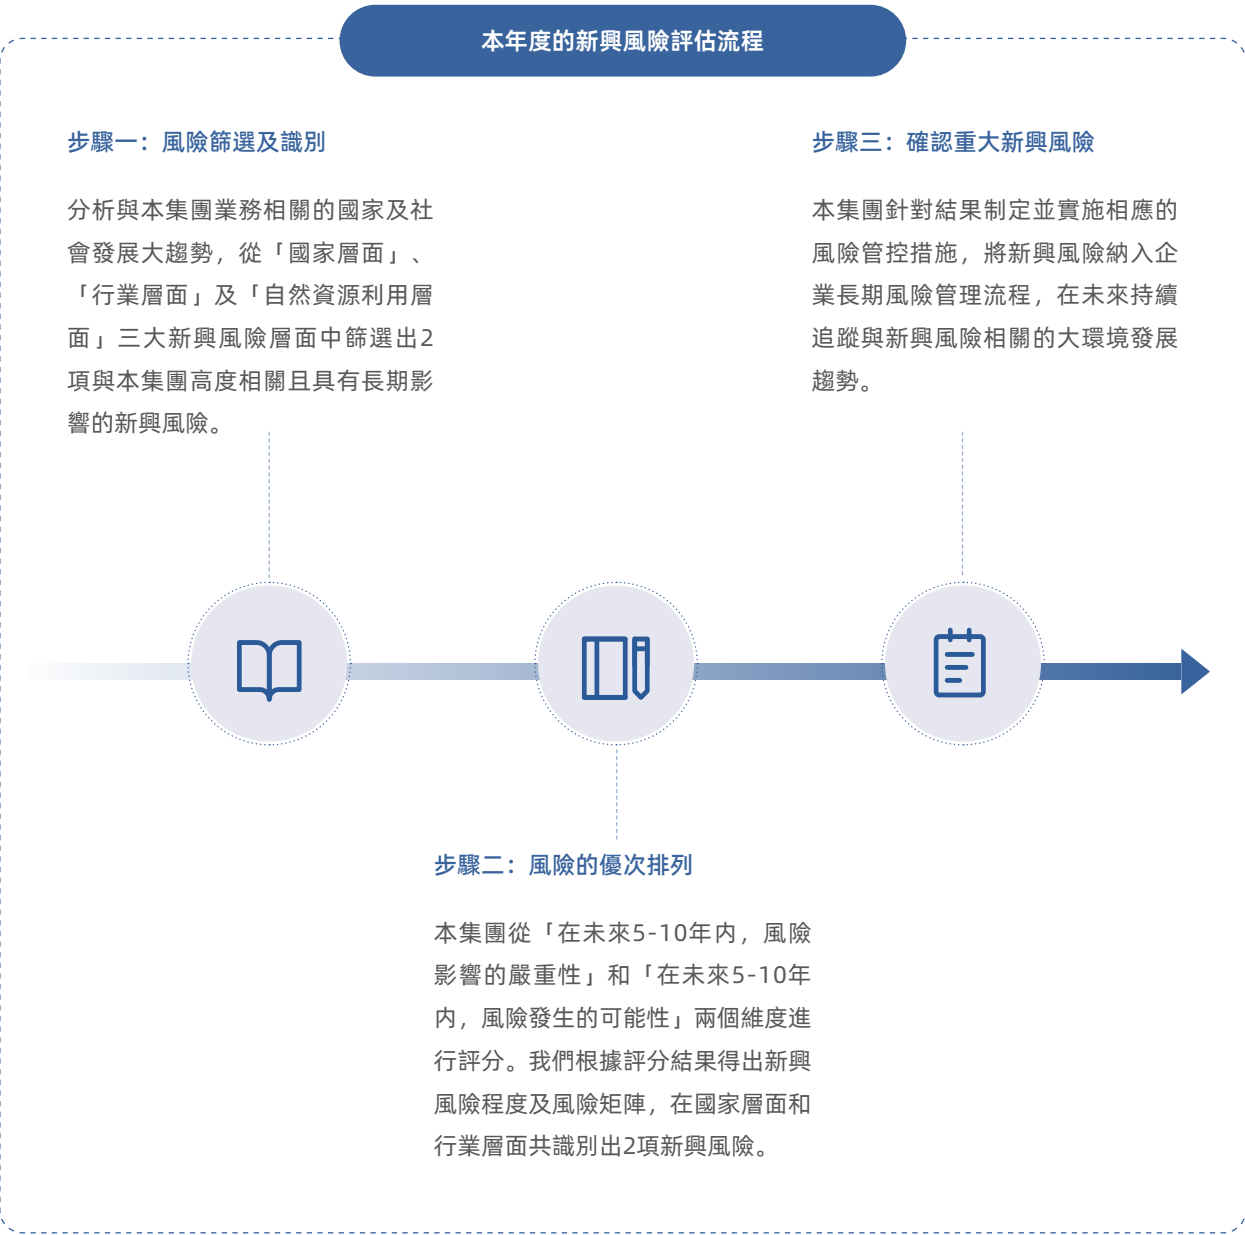 本年度的新興風險評估流程
步驟一：風險篩選及識別
分析與本集團業務相關的國家及社
會發展大趨勢，從「國家層面」、
「行業層面」及「自然資源利用層
面」三大新興風險層面中篩選出2
項與本集團高度相關且具有長期影
響的新興風險。
步驟二：風險的優次排列
本集團從「在未來5-10年内，風險
影響的嚴重性」和「在未來5-10年
内，風險發生的可能性」兩個維度進
行評分。我們根據評分結果得出新興
風險程度及風險矩陣，在國家層面和
行業層面共識別出2項新興風險。
步驟三：確認重大新興風險
本集團針對結果制定並實施相應的
風險管控措施，將新興風險納入企
業長期風險管理流程，在未來持續
追蹤與新興風險相關的大環境發展
趨勢。